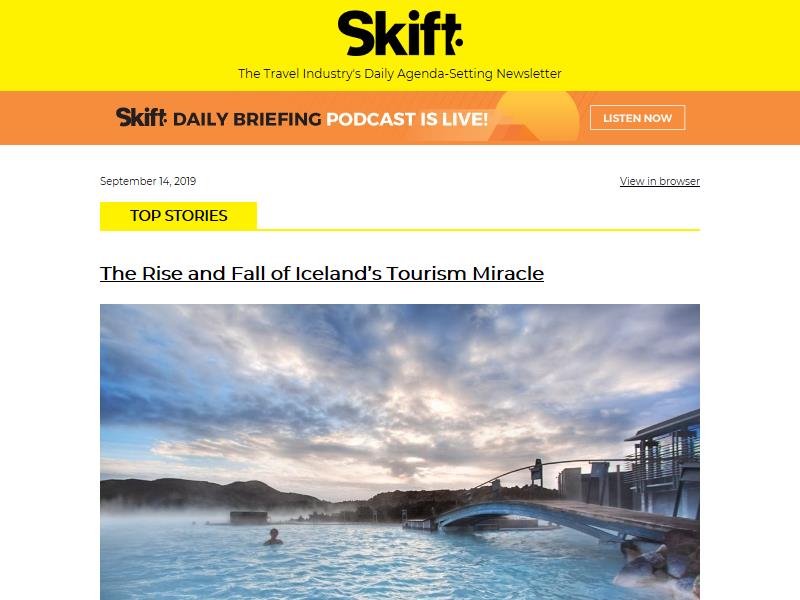 Skift
The Travel Industry's Daily Agenda-Setting Newsletter
Skift DAILY BRIEFING PODCAST IS LIVE!
LISTEN NOW
September 14, 2019
View in browser
TOP STORIES
The Rise and Fall of Iceland’s Tourism Miracle